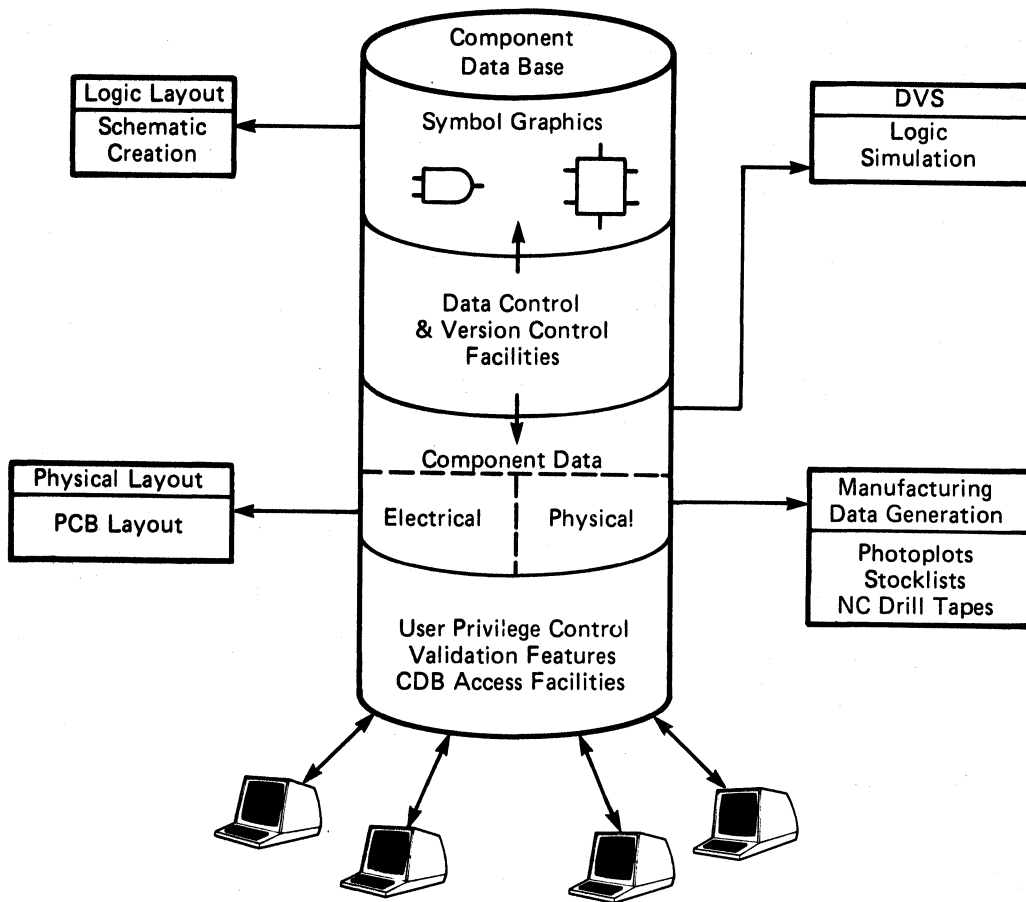 Component
Data Base
Logic Layout
Schematic
Creation
Symbol Graphics
DVS
Logic
Simulation
Data Control
& Version Control
Facilities
Component Data
Electrical
Physical
Physical Layout
PCB Layout
Manufacturing
Data Generation
Photoplots
Stocklists
NC Drill Tapes
User Privilege Control
Validation Features
CDB Access Facilities